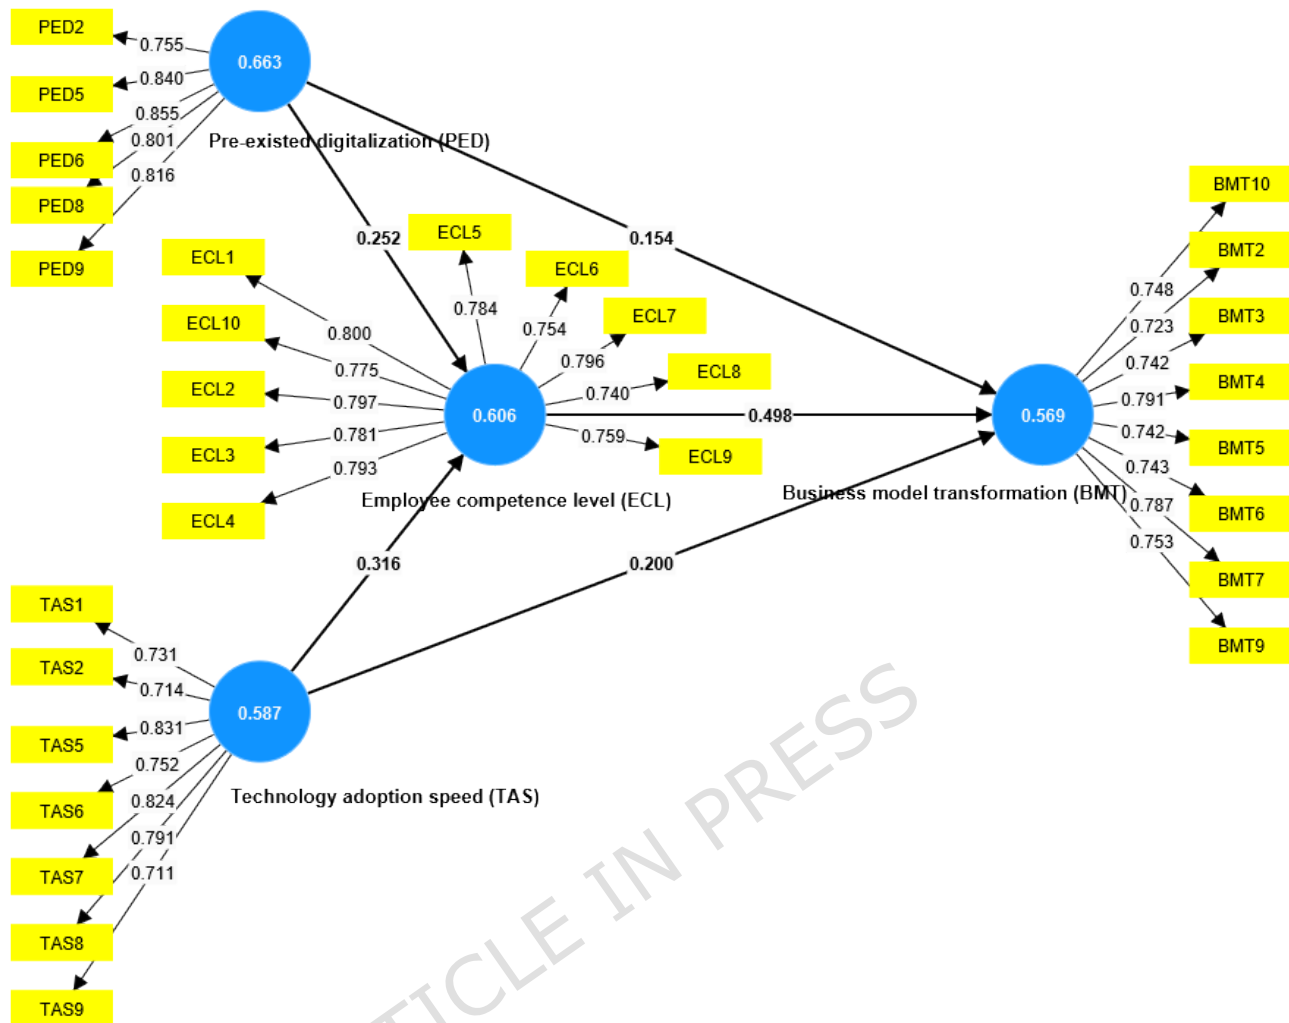 PED2
0.755
0.663
PED5
0.840
0.855
0.801
PED6
0.816
PED8
PED9
Pre-existed digitalization (PED)
0.252
0.154
ECL5
ECL1
ECL6
ECL10
0.784
0.754
ECL7
0.800
0.775
0.796
ECL8
ECL2
0.797
0.740
0.606
0.498
0.781
0.759
ECL3
0.793
ECL9
ECL4
Employee competence level (ECL)
BMT10
BMT2
0.748
BMT3
0.723
0.742
BMT4
0.791
0.569
0.742
BMT5
0.743
Business model transformation (BMT)
0.787
BMT6
0.753
BMT7
BMT9
0.316
0.200
TAS1
0.731
TAS2
0.714
0.587
TAS5
0.831
0.752
TAS6
0.824
0.791
TAS7
0.711
TAS8
TAS9
Technology adoption speed (TAS)
TICLE IN PRESS